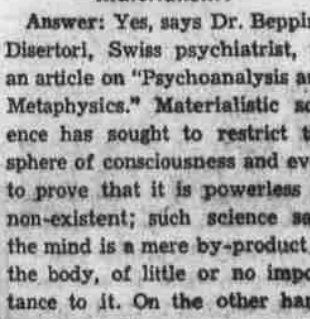 Answer: Yes, says Dr. Beppin
Disertori, Swiss psychiatrist,
an article on "Psychoanalysis a
Metaphysics." Materialistic sc
ence has sought to restrict t
sphere of consciousness and ev
to prove that it is powerless
non-existent; such science sa
the mind is a mere by-product
the body, of little or no impo
tance to it. On the other han